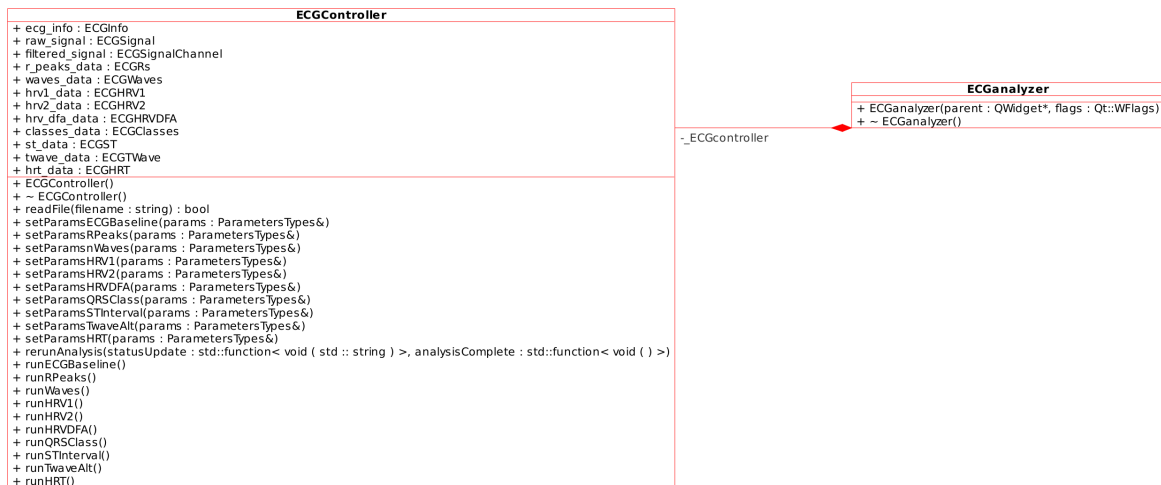 ECGController
+ ecg_info : ECGInfo
+ raw_signal : ECGSignal
+ filtered_signal : ECGSignalChannel
+ r_peaks_data : ECGRs
+ waves_data : ECGWaves
+ hrv1_data : ECGHRV1
+ hrv2_data : ECGHRV2
+ hrv_dfa_data : ECGHRVDFA
+ classes_data : ECGClasses
+ st_data : ECGST
+ twave_data : ECGTWave
+ hrt_data : ECGHRT
+ ECGController()
+ ~ ECGController()
+ readFile(filename : string) : bool
+ setParamsECGBaseline(params : ParametersTypes&)
+ setParamsRPeaks(params : ParametersTypes&)
+ setParamsnWaves(params : ParametersTypes&)
+ setParamsHRV1(params : ParametersTypes&)
+ setParamsHRV2(params : ParametersTypes&)
+ setParamsHRVDFA(params : ParametersTypes&)
+ setParamsQRSClass(params : ParametersTypes&)
+ setParamsSTInterval(params : ParametersTypes&)
+ setParamsTwaveAlt(params : ParametersTypes&)
+ setParamsHRT(params : ParametersTypes&)
+ rerunAnalysis(statusUpdate : std::function< void ( std :: string ) >, analysisComplete : std::function< void ( ) >)
+ runECGBaseline()
+ runRPeaks()
+ runWaves()
+ runHRV1()
+ runHRV2()
+ runHRVDFA()
+ runQRSClass()
+ runSTInterval()
+ runTwaveAlt()
+ runHRT()
-_ECGcontroller
ECGanalyzer
+ ECGanalyzer(parent : QWidget*, flags : Qt::WFlags)
+ ~ ECGanalyzer()